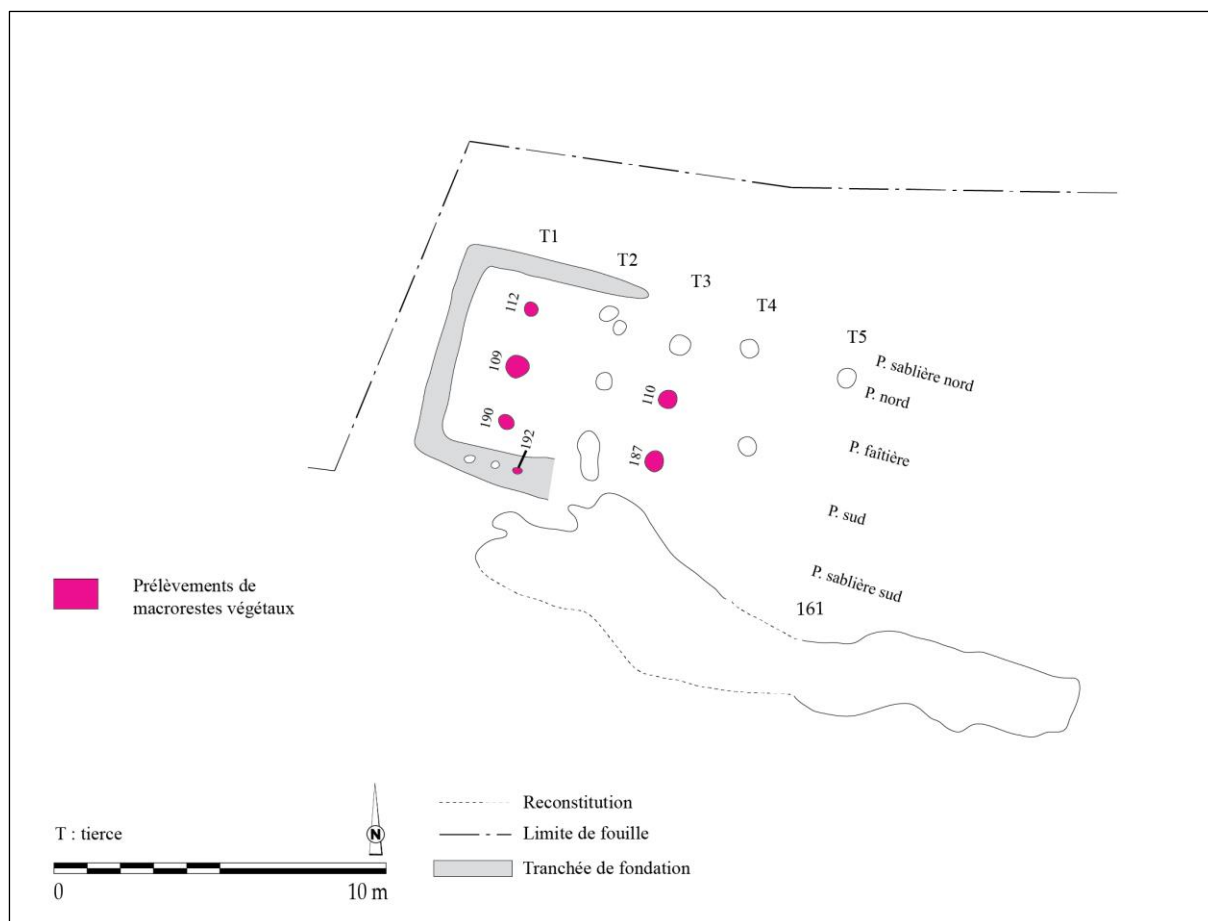 T1
T2
T3
T4
T5
P. sablière nord
P. nord
P. faîtière
P. sud
P. sablière sud
112
109
190
192
110
187
161
Prélèvements de
macrorestes végétaux
T : tierce
0
10 m
N
Reconstitution
Limite de fouille
Tranchée de fondation